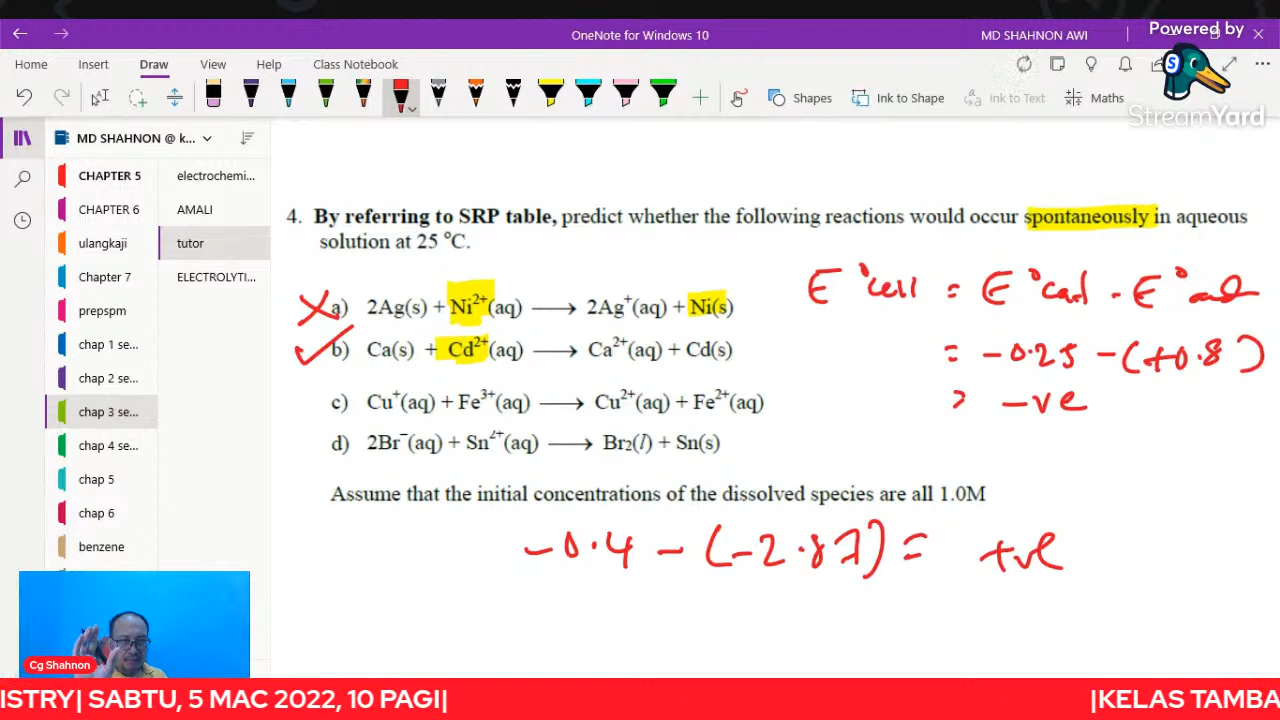 OneNote for Windows 10
MD SHAHNON AWI
Powered by
StreamYard
Home Insert Draw View Help Class Notebook
Shapes Ink to Shape Ink to Text Maths
MD SHAHNON @ k...
CHAPTER 5
CHAPTER 6
ulangkaji
Chapter 7
prepspm
chap 1 se...
chap 2 se...
chap 3 se...
chap 4 se...
chap 5
chap 6
benzene
electrochemi...
AMALI
tutor
ELECTROLYTI...
4. By referring to SRP table, predict whether the following reactions would occur spontaneously in aqueous
solution at 25 °C.
a) 2Ag(s) + Ni²⁺(aq) ⟶ 2Ag⁺(aq) + Ni(s)
b) Ca(s) + Cd²⁺(aq) ⟶ Ca²⁺(aq) + Cd(s)
c) Cu⁺(aq) + Fe³⁺(aq) ⟶ Cu²⁺(aq) + Fe²⁺(aq)
d) 2Br⁻(aq) + Sn²⁺(aq) ⟶ Br₂(l) + Sn(s)
Assume that the initial concentrations of the dissolved species are all 1.0M
E°cell = E°cad - E°and
= -0.25 - (+0.8)
= -ve
-0.4 - (-2.87) = +ve
Cg Shahnon
ISTRY| SABTU, 5 MAC 2022, 10 PAGI|
|KELAS TAMBA